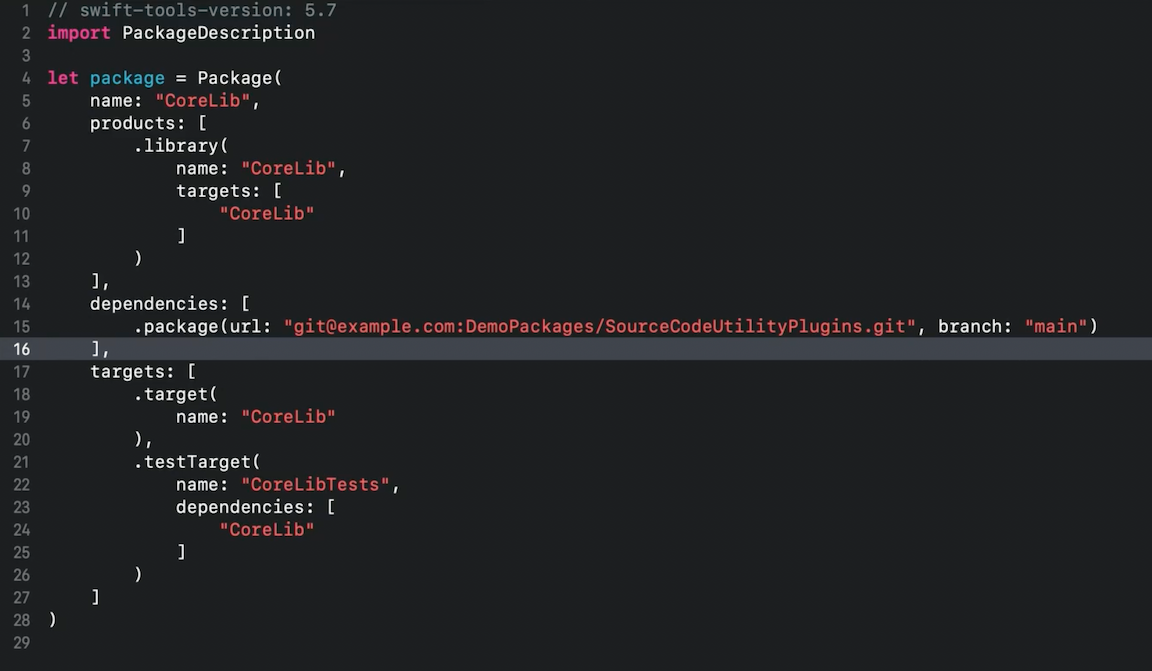 1 // swift-tools-version: 5.7
2 import PackageDescription
3
4 let package = Package(
5     name: "CoreLib",
6     products: [
7         .library(
8             name: "CoreLib",
9             targets: [
10                 "CoreLib"
11             ]
12         )
13     ],
14     dependencies: [
15         .package(url: "git@example.com:DemoPackages/SourceCodeUtilityPlugins.git", branch: "main")
16     ],
17     targets: [
18         .target(
19             name: "CoreLib"
20         ),
21         .testTarget(
22             name: "CoreLibTests",
23             dependencies: [
24                 "CoreLib"
25             ]
26         )
27     ]
28 )
29